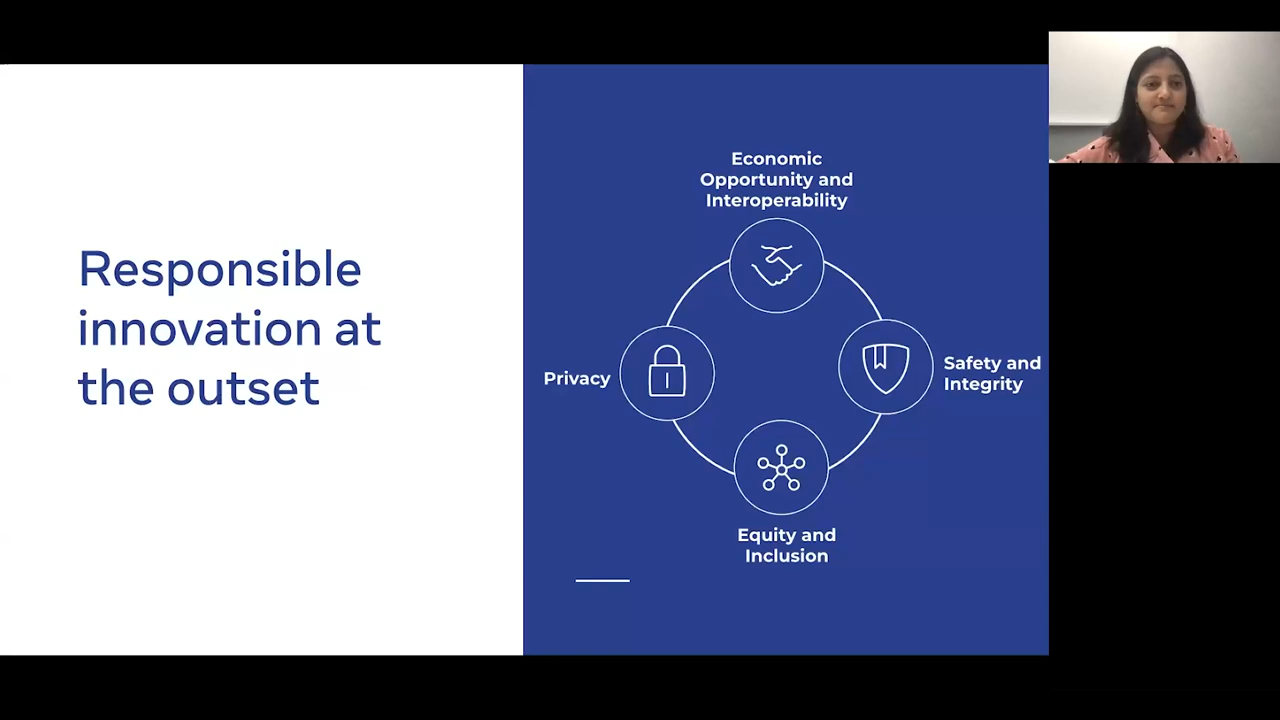 Responsible
innovation at
the outset
Economic
Opportunity and
Interoperability
Privacy
Safety and
Integrity
Equity and
Inclusion